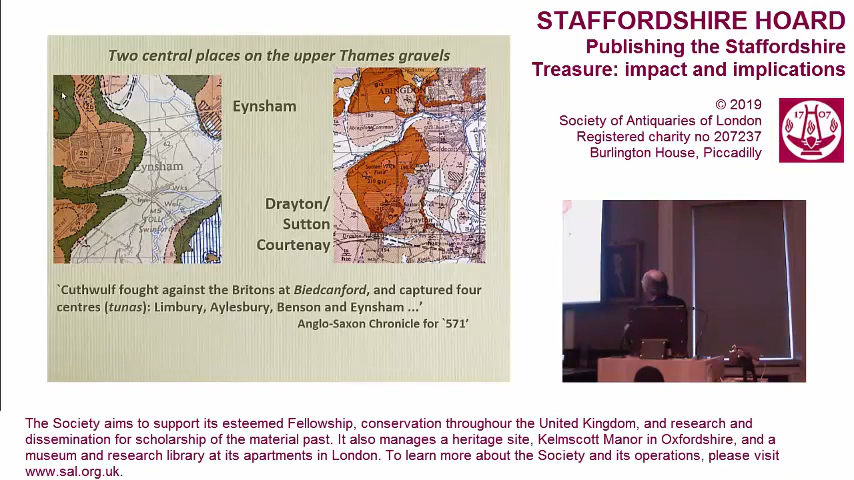 STAFFORDSHIRE HOARD
Publishing the Staffordshire
Treasure: impact and implications
© 2019
Society of Antiquaries of London
Registered charity no 207237
Burlington House, Piccadilly
17 07
Two central places on the upper Thames gravels
Eynsham
Drayton/
Sutton
Courtenay
Eynsham
ABINGDON
Drayton
`Cuthwulf fought against the Britons at Biedcanford, and captured four
centres (tunas): Limbury, Aylesbury, Benson and Eynsham ...’
Anglo-Saxon Chronicle for `571’
The Society aims to support its esteemed Fellowship, conservation throughour the United Kingdom, and research and
dissemination for scholarship of the material past. It also manages a heritage site, Kelmscott Manor in Oxfordshire, and a
museum and research library at its apartments in London. To learn more about the Society and its operations, please visit
www.sal.org.uk.